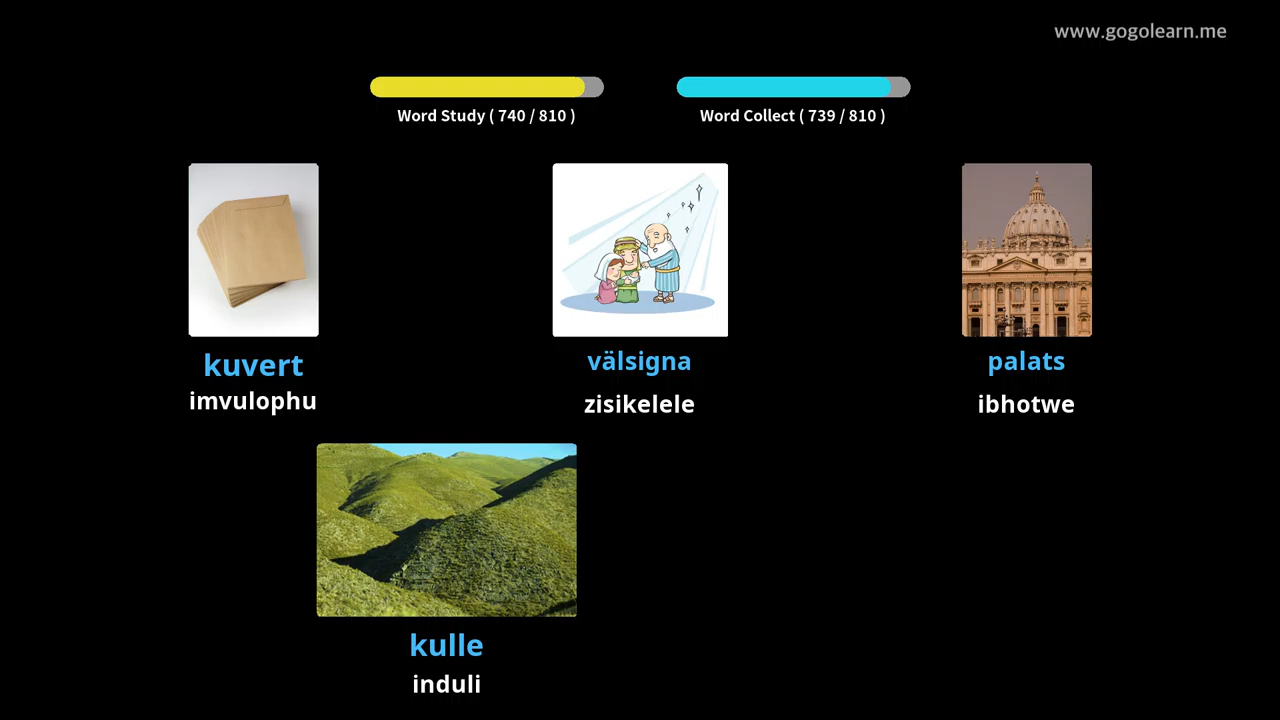 www.gogolearn.me
Word Study ( 740 / 810 )
Word Collect ( 739 / 810 )
kuvert
imvulophu
välsigna
zisikelele
palats
ibhotwe
kulle
induli